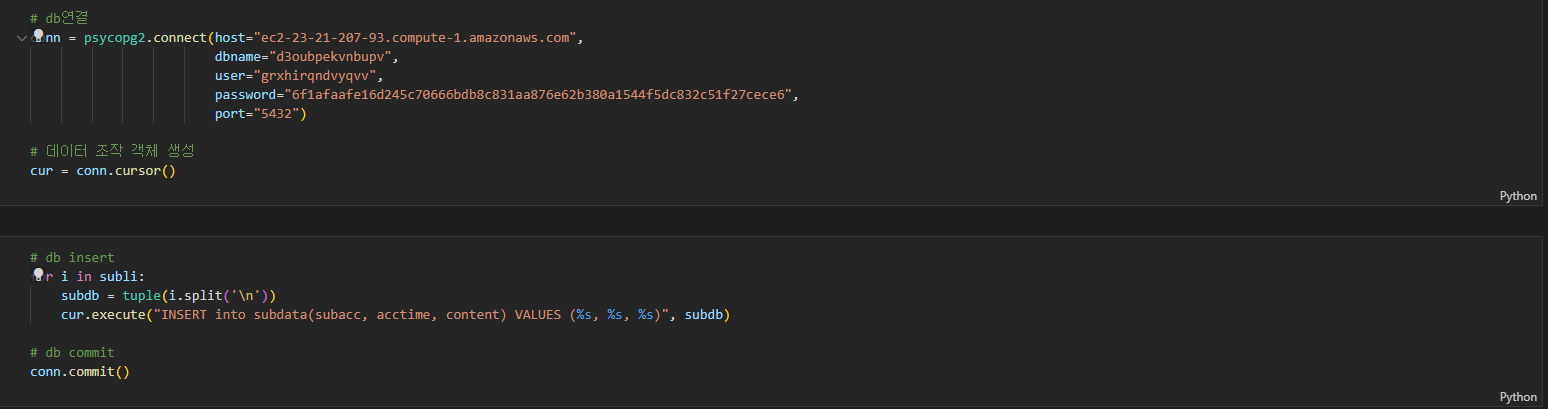 # db연결
conn = psycopg2.connect(host="ec2-23-21-207-93.compute-1.amazonaws.com",
dbname="d3oubpekvnbupv",
user="grxhirqndvyqvv",
password="6f1afaafe16d245c70666bdb8c831aa876e62b380a1544f5dc832c51f27cece6",
port="5432")
# 데이터 조작 객체 생성
cur = conn.cursor()
Python
# db insert
for i in subli:
subdb = tuple(i.split('\n'))
cur.execute("INSERT into subdata(subacc, acctime, content) VALUES (%s, %s, %s)", subdb)
# db commit
conn.commit()
Python